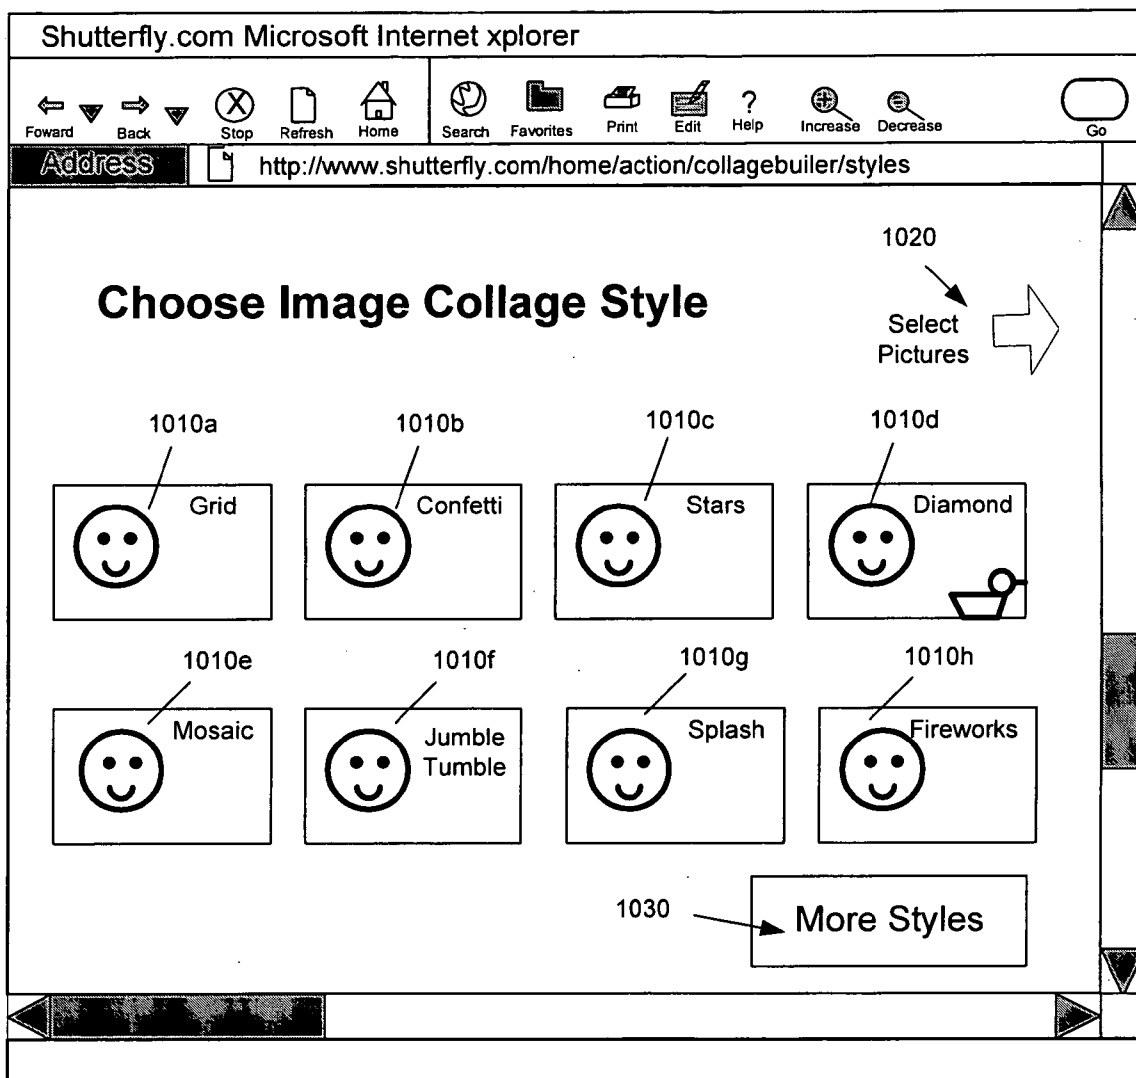 Shutterfly.com Microsoft Internet xplorer
Foward
Back
Stop
Refresh
Home
Search
Favorites
Print
Edit
?
Help
Increase
Decrease
Go
Address
http://www.shutterfly.com/home/action/collagebuiler/styles
1020
Choose Image Collage Style
Select
Pictures
1010a
1010b
1010c
1010d
Grid
Confetti
Stars
Diamond
1010e
1010f
1010g
1010h
Mosaic
Jumble
Tumble
Splash
Fireworks
1030
More Styles